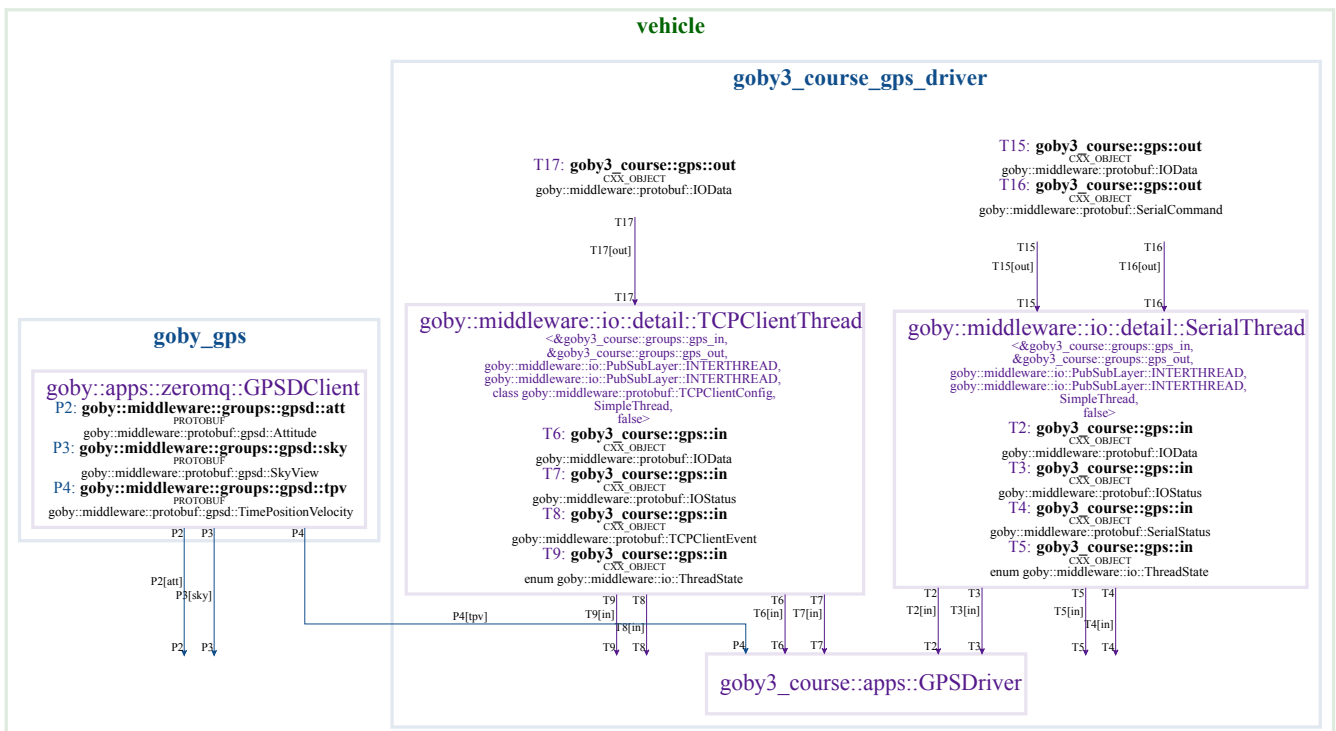 vehicle
goby3_course_gps_driver
T17: goby3_course::gps::out
CXX_OBJECT
goby::middleware::protobuf::IOData
T15: goby3_course::gps::out
CXX_OBJECT
goby::middleware::protobuf::IOData
T16: goby3_course::gps::out
CXX_OBJECT
goby::middleware::protobuf::SerialCommand
T17
T17[out]
T17
T15
T16
T15[out]
T16[out]
T15
T16
goby_gps
goby::apps::zeromq::GPSDClient
P2: goby::middleware::groups::gpsd::att
PROTOBUF
goby::middleware::protobuf::gpsd::Attitude
P3: goby::middleware::groups::gpsd::sky
PROTOBUF
goby::middleware::protobuf::gpsd::SkyView
P4: goby::middleware::groups::gpsd::tpv
PROTOBUF
goby::middleware::protobuf::gpsd::TimePositionVelocity
goby::middleware::io::detail::TCPClientThread
<&goby3_course::groups::gps_in,
&goby3_course::groups::gps_out,
goby::middleware::io::PubSubLayer::INTERTHREAD,
goby::middleware::io::PubSubLayer::INTERTHREAD,
class goby::middleware::protobuf::TCPClientConfig,
SimpleThread,
false>
T6: goby3_course::gps::in
CXX_OBJECT
goby::middleware::protobuf::IOData
T7: goby3_course::gps::in
CXX_OBJECT
goby::middleware::protobuf::IOStatus
T8: goby3_course::gps::in
CXX_OBJECT
goby::middleware::protobuf::TCPClientEvent
T9: goby3_course::gps::in
CXX_OBJECT
enum goby::middleware::io::ThreadState
goby::middleware::io::detail::SerialThread
<&goby3_course::groups::gps_in,
&goby3_course::groups::gps_out,
goby::middleware::io::PubSubLayer::INTERTHREAD,
goby::middleware::io::PubSubLayer::INTERTHREAD,
SimpleThread,
false>
T2: goby3_course::gps::in
CXX_OBJECT
goby::middleware::protobuf::IOData
T3: goby3_course::gps::in
CXX_OBJECT
goby::middleware::protobuf::IOStatus
T4: goby3_course::gps::in
CXX_OBJECT
goby::middleware::protobuf::SerialStatus
T5: goby3_course::gps::in
CXX_OBJECT
enum goby::middleware::io::ThreadState
P2
P3
P4
P2[att]
P3[sky]
P4[tpv]
P2
P3
T9
T8
T9[in]
T8[in]
T9
T8
T6
T7
T6[in]
T7[in]
P4
T6
T7
T2
T3
T2[in]
T3[in]
T2
T3
T5
T4
T5[in]
T4[in]
T5
T4
goby3_course::apps::GPSDriver